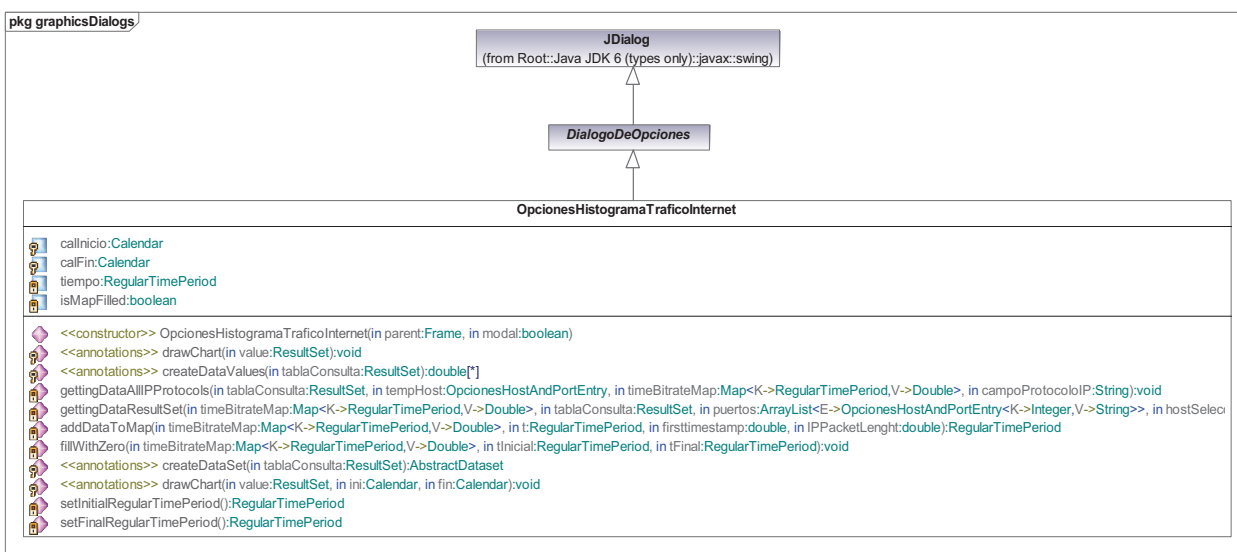 pkg graphicsDialogs
JDialog
(from Root::Java JDK 6 (types only)::javax::swing)
DialogoDeOpciones
OpcionesHistogramaTraficoInternet
calInicio:Calendar
calFin:Calendar
tiempo:RegularTimePeriod
isMapFilled:boolean
<<constructor>> OpcionesHistogramaTraficoInternet(in parent:Frame, in modal:boolean)
<<annotations>> drawChart(in value:ResultSet):void
<<annotations>> createDataValues(in tablaConsulta:ResultSet):double[*]
gettingDataAllIPProtocols(in tablaConsulta:ResultSet, in tempHost:OpcionesHostAndPortEntry, in timeBitrateMap:Map<K->RegularTimePeriod,V->Double>, in campoProtocoloIP:String):void
gettingDataResultSet(in timeBitrateMap:Map<K->RegularTimePeriod,V->Double>, in tablaConsulta:ResultSet, in puertos:ArrayList<E->OpcionesHostAndPortEntry<K->Integer,V->String>>, in hostSelecc
addDataToMap(in timeBitrateMap:Map<K->RegularTimePeriod,V->Double>, in t:RegularTimePeriod, in firsttimestamp:double, in IPPacketLenght:double):RegularTimePeriod
fillWithZero(in timeBitrateMap:Map<K->RegularTimePeriod,V->Double>, in tInicial:RegularTimePeriod, in tFinal:RegularTimePeriod):void
<<annotations>> createDataSet(in tablaConsulta:ResultSet):AbstractDataset
<<annotations>> drawChart(in value:ResultSet, in ini:Calendar, in fin:Calendar):void
setInitialRegularTimePeriod():RegularTimePeriod
setFinalRegularTimePeriod():RegularTimePeriod